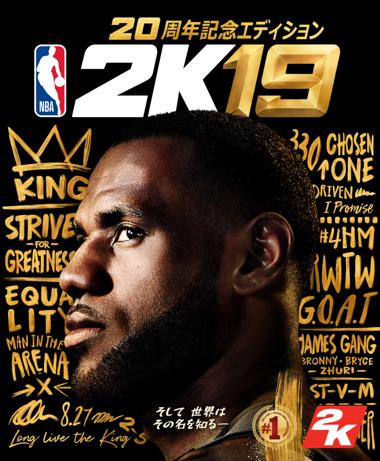 20周年記念エディション
NBA
2K19
KING
STRIVE
FOR
GREATNESS
EQUA
LITY
MAN IN THE
ARENA
8.27
Long live the King
330 CHOSEN
ONE
DRIVEN
I Promise
#4HM
RWTW
G.O.A.T
JAMES GANG
BRONNY - BRYCE
- ZHURI -
ST-V-M
そして 世界は
その名を知る—
#1
2K